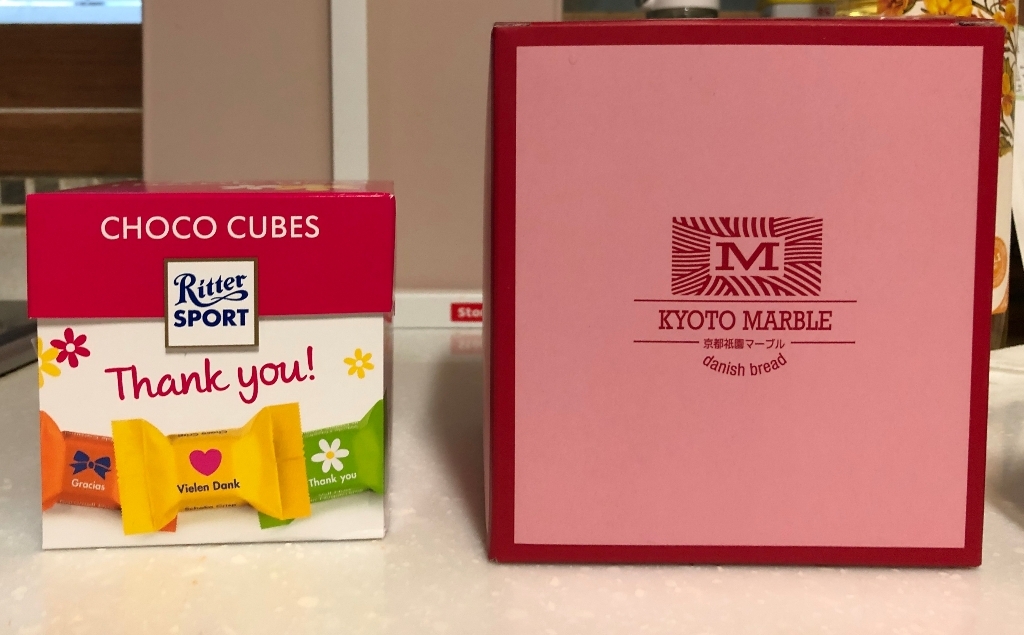 CHOCO CUBES
Ritter
SPORT
Thank you!
Gracias
Vielen Dank
Thank you
M
KYOTO MARBLE
京都祇園マーブル
danish bread